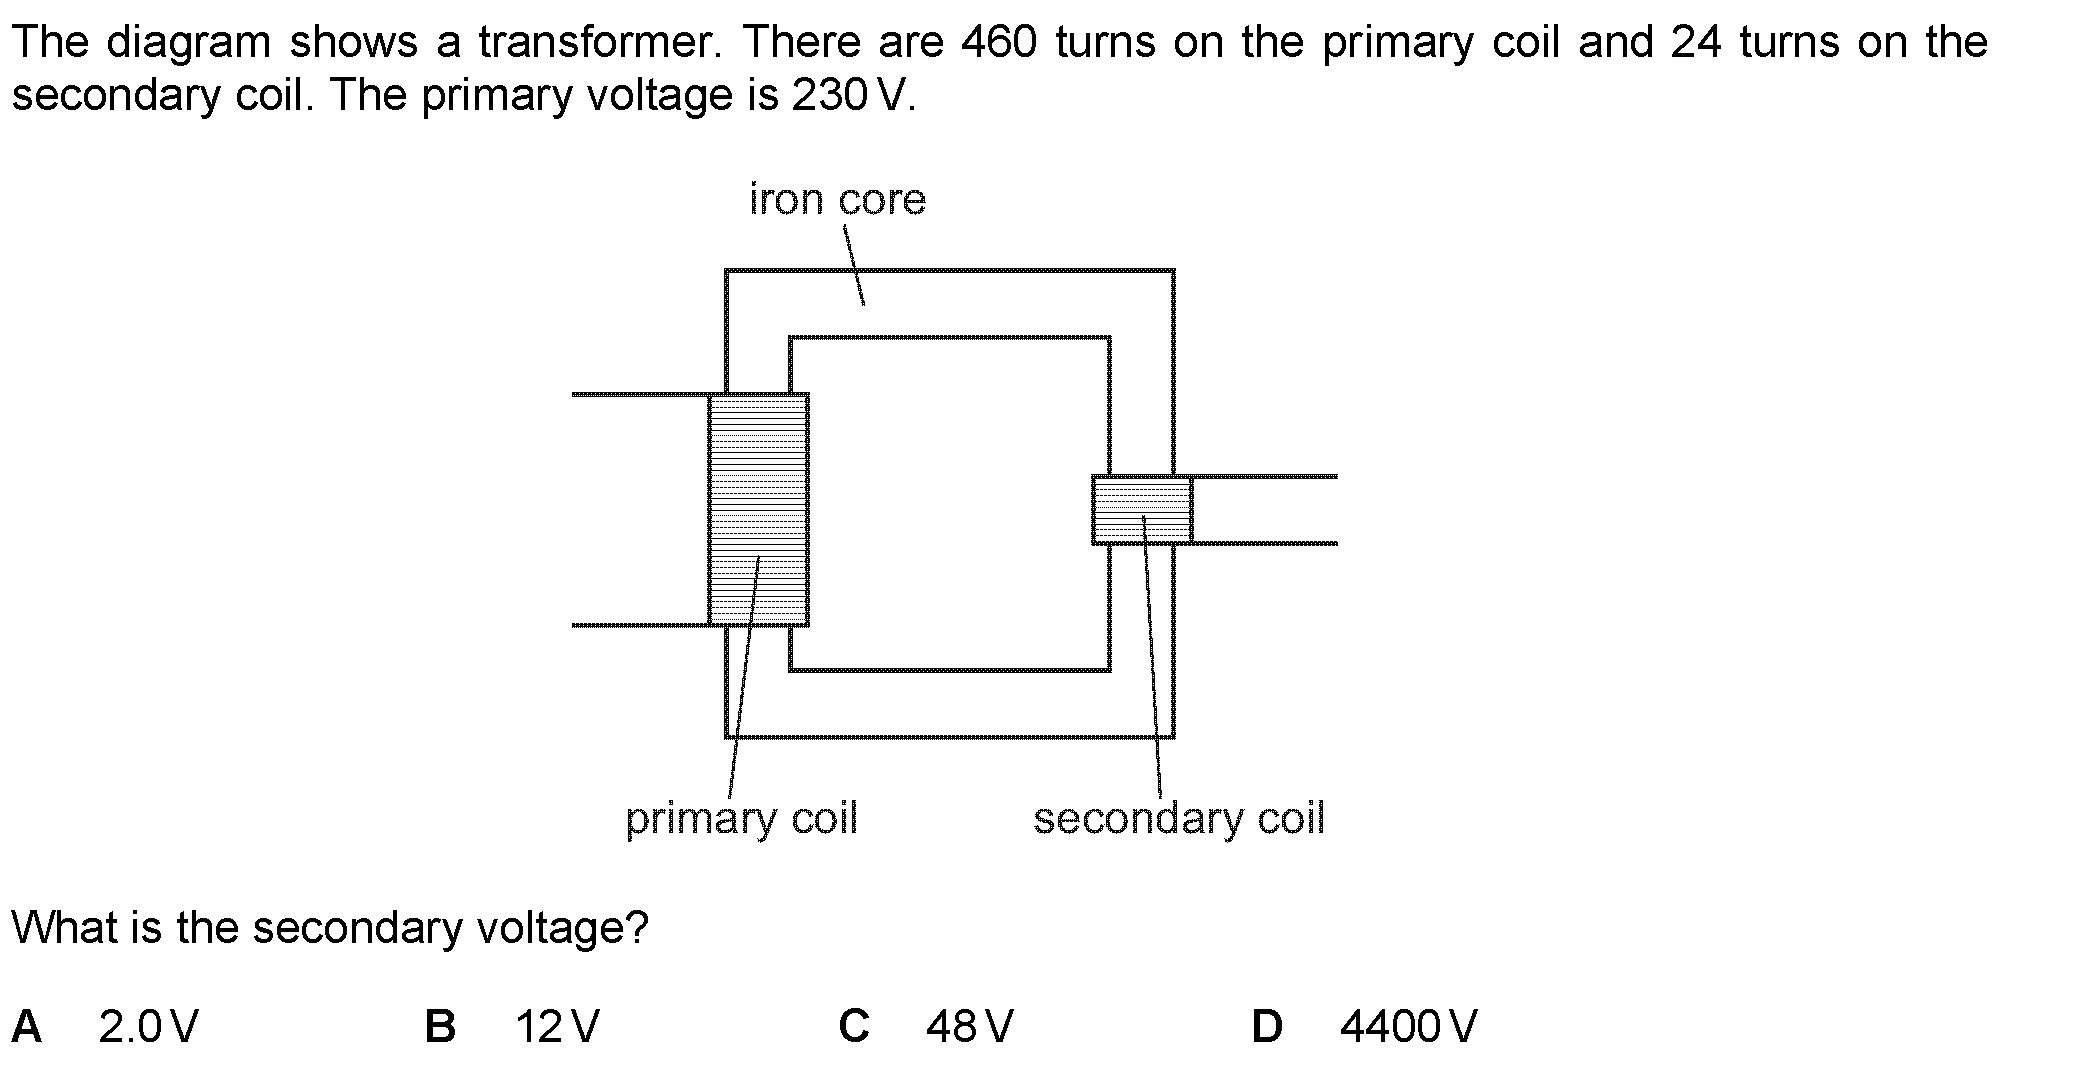 The diagram shows a transformer. There are 460 turns on the primary coil and 24 turns on the
secondary coil. The primary voltage is 230 V.
iron core
primary coil
secondary coil
What is the secondary voltage?
A 2.0 V B 12 V C 48 V D 4400 V